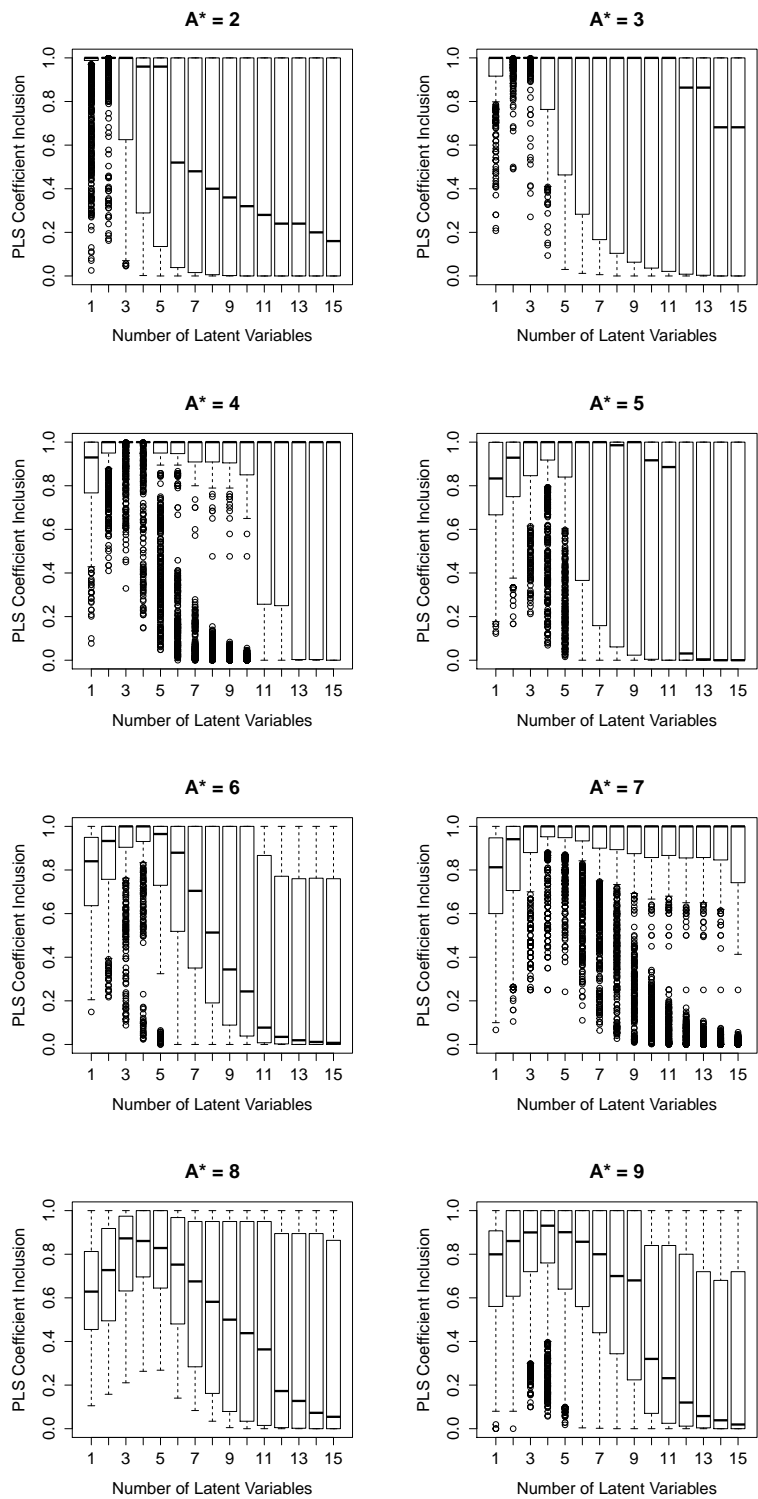 A* = 2
PLS Coefficient Inclusion
1.0
0.8
0.6
0.4
0.2
0.0
1 3 5 7 9 11 13 15
Number of Latent Variables
A* = 3
PLS Coefficient Inclusion
1.0
0.8
0.6
0.4
0.2
0.0
1 3 5 7 9 11 13 15
Number of Latent Variables
A* = 4
PLS Coefficient Inclusion
1.0
0.8
0.6
0.4
0.2
0.0
1 3 5 7 9 11 13 15
Number of Latent Variables
A* = 5
PLS Coefficient Inclusion
1.0
0.8
0.6
0.4
0.2
0.0
1 3 5 7 9 11 13 15
Number of Latent Variables
A* = 6
PLS Coefficient Inclusion
1.0
0.8
0.6
0.4
0.2
0.0
1 3 5 7 9 11 13 15
Number of Latent Variables
A* = 7
PLS Coefficient Inclusion
1.0
0.8
0.6
0.4
0.2
0.0
1 3 5 7 9 11 13 15
Number of Latent Variables
A* = 8
PLS Coefficient Inclusion
1.0
0.8
0.6
0.4
0.2
0.0
1 3 5 7 9 11 13 15
Number of Latent Variables
A* = 9
PLS Coefficient Inclusion
1.0
0.8
0.6
0.4
0.2
0.0
1 3 5 7 9 11 13 15
Number of Latent Variables